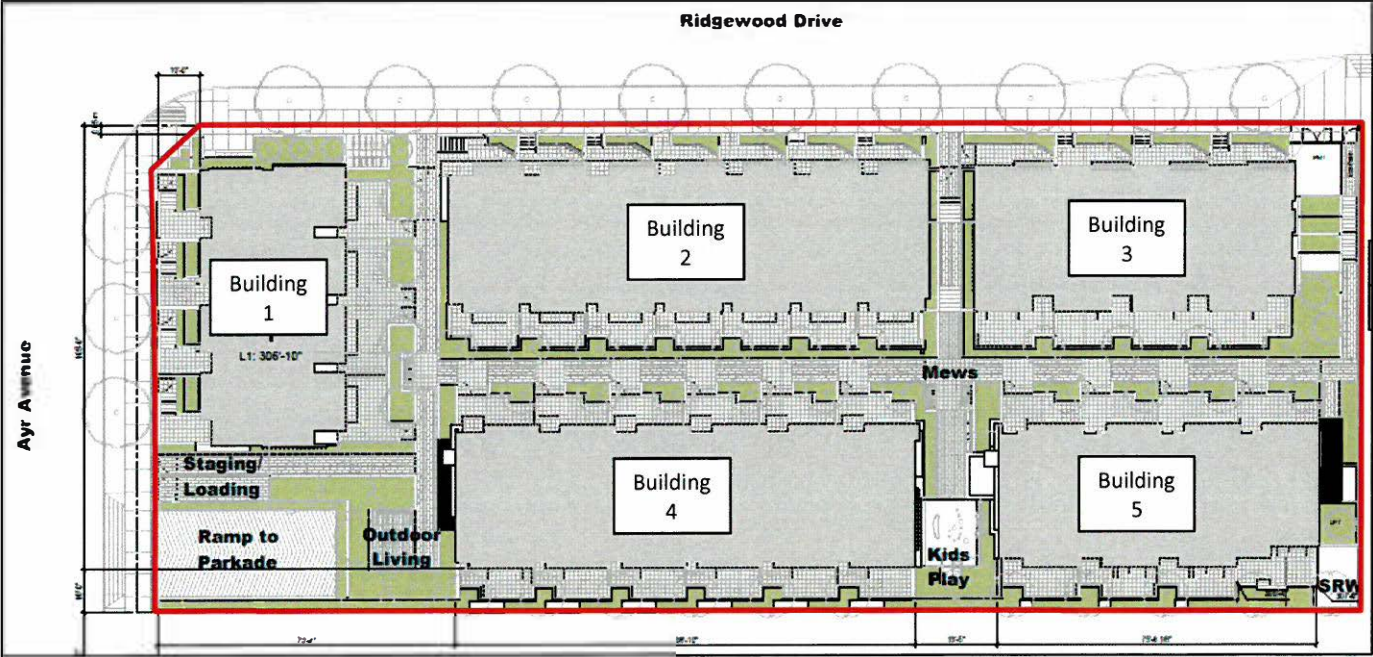 Ridgewood Drive
Building
1
L1: 306'-10"
Building
2
Building
3
Ayr Avenue
Mews
Staging/
Loading
Building
4
Building
5
Ramp to
Parkade
Outdoor
Living
Kids
Play
SRW